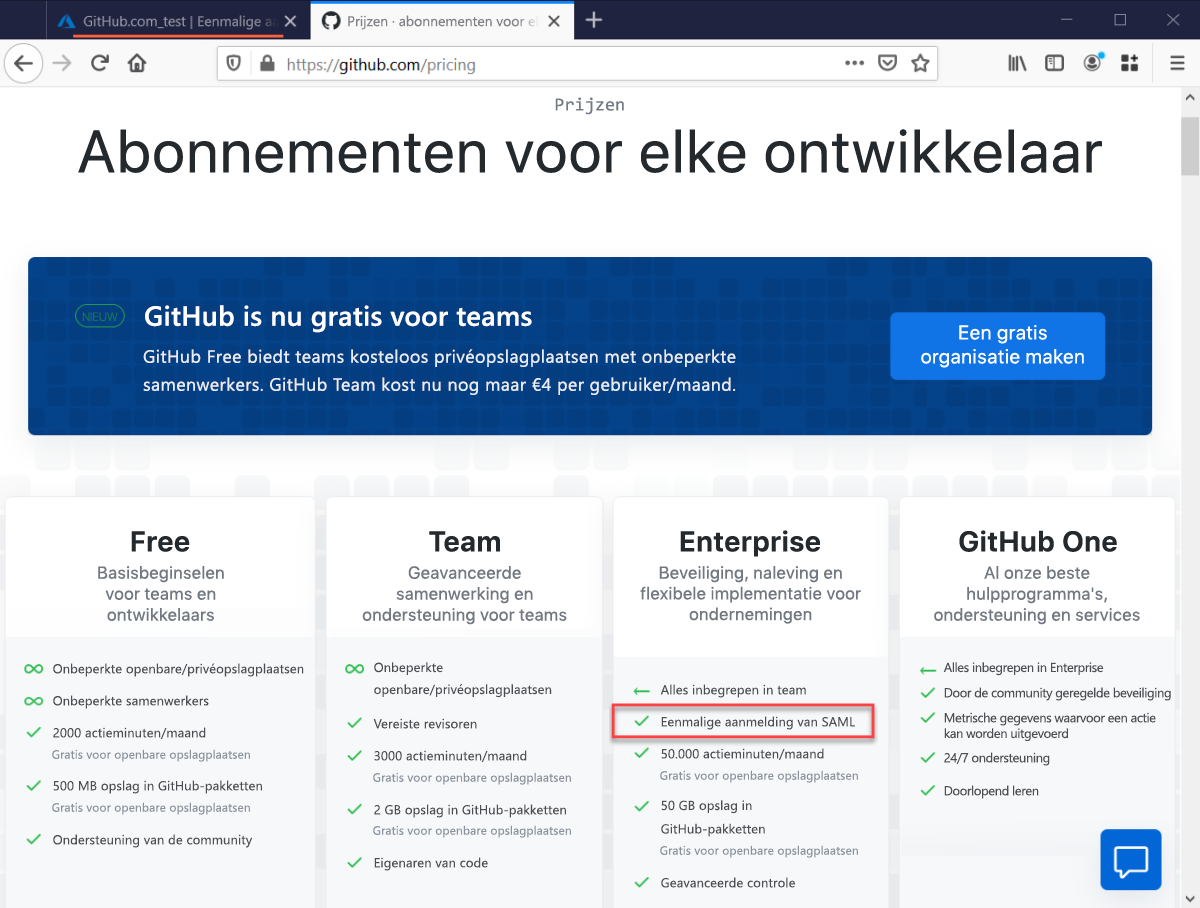 GitHub.com_test | Eenmalige aa
Prijzen · abonnementen voor el
https://github.com/pricing
Prijzen
Abonnementen voor elke ontwikkelaar
NIEUW
GitHub is nu gratis voor teams
GitHub Free biedt teams kosteloos privéopslagplaatsen met onbeperkte
samenwerkers. GitHub Team kost nu nog maar €4 per gebruiker/maand.
Een gratis
organisatie maken
Free
Basisbeginselen
voor teams en
ontwikkelaars
Onbeperkte openbare/privéopslagplaatsen
Onbeperkte samenwerkers
2000 actieminuten/maand
Gratis voor openbare opslagplaatsen
500 MB opslag in GitHub-pakketten
Gratis voor openbare opslagplaatsen
Ondersteuning van de community
Team
Geavanceerde
samenwerking en
ondersteuning voor teams
Onbeperkte
openbare/privéopslagplaatsen
Vereiste revisoren
3000 actieminuten/maand
Gratis voor openbare opslagplaatsen
2 GB opslag in GitHub-pakketten
Gratis voor openbare opslagplaatsen
Eigenaren van code
Enterprise
Beveiliging, naleving en
flexibele implementatie voor
ondernemingen
Alles inbegrepen in team
Eenmalige aanmelding van SAML
50.000 actieminuten/maand
Gratis voor openbare opslagplaatsen
50 GB opslag in
GitHub-pakketten
Gratis voor openbare opslagplaatsen
Geavanceerde controle
GitHub One
Al onze beste
hulpprogramma's,
ondersteuning en services
Alles inbegrepen in Enterprise
Door de community geregelde beveiliging
Metrische gegevens waarvoor een actie
kan worden uitgevoerd
24/7 ondersteuning
Doorlopend leren